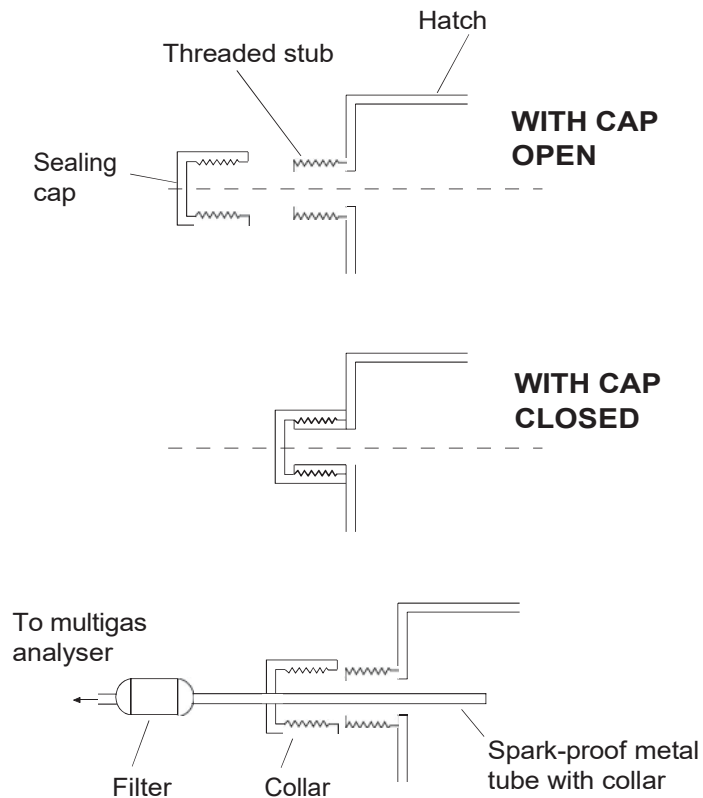 Hatch
Threaded stub
WITH CAP
OPEN
Sealing
cap
WITH CAP
CLOSED
To multigas
analyser
Filter
Collar
Spark-proof metal
tube with collar